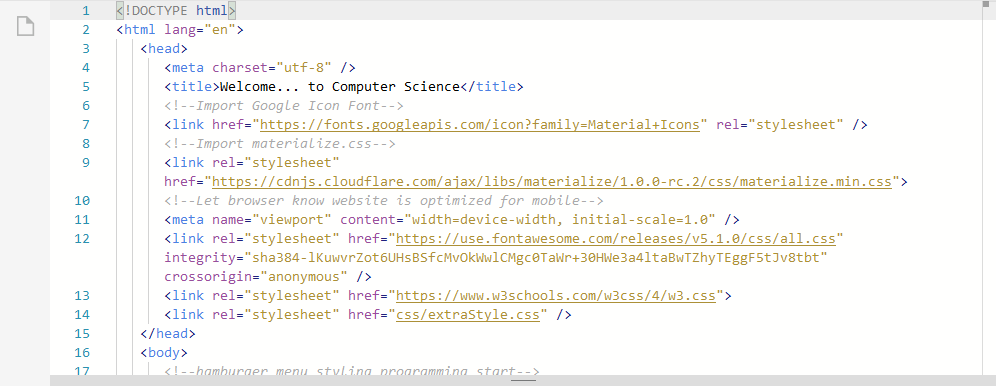 1 <!DOCTYPE html>
2 <html lang="en">
3 <head>
4 <meta charset="utf-8" />
5 <title>Welcome... to Computer Science</title>
6 <!--Import Google Icon Font-->
7 <link href="https://fonts.googleapis.com/icon?family=Material+Icons" rel="stylesheet" />
8 <!--Import materialize.css-->
9 <link rel="stylesheet"
href="https://cdnjs.cloudflare.com/ajax/libs/materialize/1.0.0-rc.2/css/materialize.min.css">
10 <!--Let browser know website is optimized for mobile-->
11 <meta name="viewport" content="width=device-width, initial-scale=1.0" />
12 <link rel="stylesheet" href="https://use.fontawesome.com/releases/v5.1.0/css/all.css"
integrity="sha384-lKuwvrZot6UHsBSfcMvOkWwlCMgc0TaWr+30HWe3a4ltaBwTZhyTEggF5tJv8tbt"
crossorigin="anonymous" />
13 <link rel="stylesheet" href="https://www.w3schools.com/w3css/4/w3.css">
14 <link rel="stylesheet" href="css/extraStyle.css" />
15 </head>
16 <body>
17 <!--hamburger menu styling programming start-->